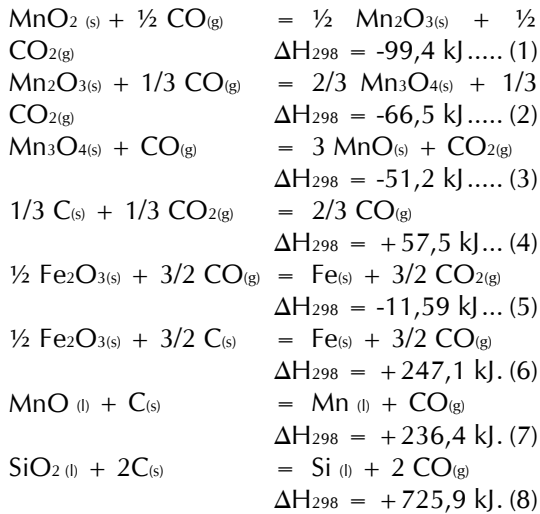 MnO2 (s) + ½ CO(g) = ½ Mn2O3(s) + ½
CO2(g) ΔH298 = -99,4 kJ..... (1)
Mn2O3(s) + 1/3 CO(g) = 2/3 Mn3O4(s) + 1/3
CO2(g) ΔH298 = -66,5 kJ..... (2)
Mn3O4(s) + CO(g) = 3 MnO(s) + CO2(g)
ΔH298 = -51,2 kJ..... (3)
1/3 C(s) + 1/3 CO2(g) = 2/3 CO(g)
ΔH298 = +57,5 kJ... (4)
½ Fe2O3(s) + 3/2 CO(g) = Fe(s) + 3/2 CO2(g)
ΔH298 = -11,59 kJ... (5)
½ Fe2O3(s) + 3/2 C(s) = Fe(s) + 3/2 CO(g)
ΔH298 = +247,1 kJ. (6)
MnO (l) + C(s) = Mn (l) + CO(g)
ΔH298 = +236,4 kJ. (7)
SiO2 (l) + 2C(s) = Si (l) + 2 CO(g)
ΔH298 = +725,9 kJ. (8)